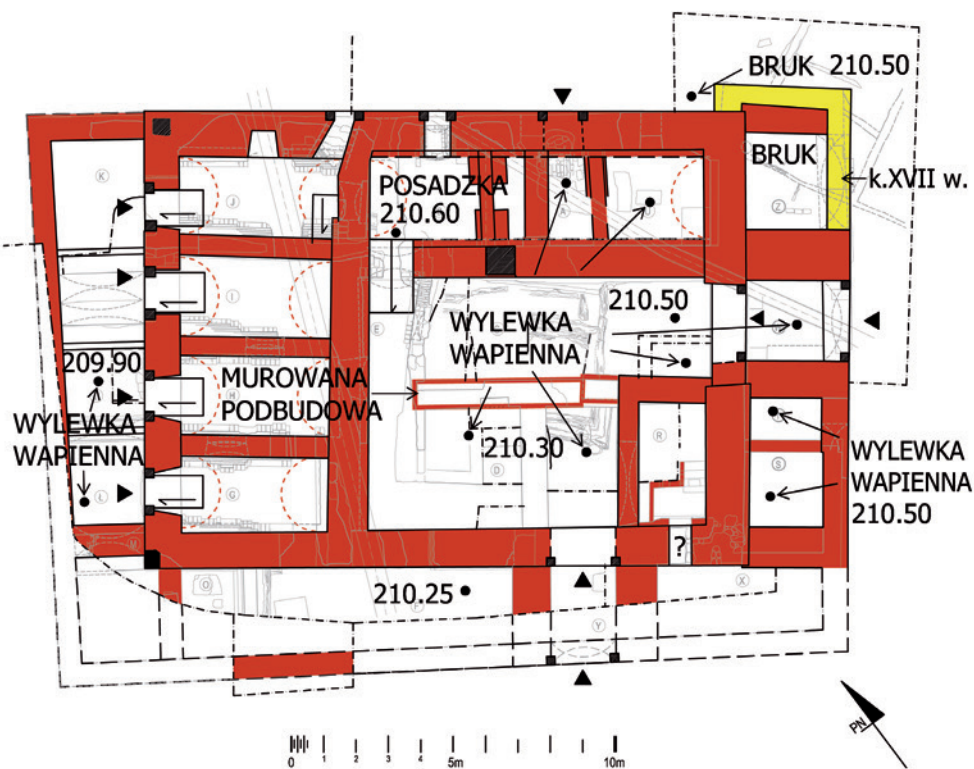 BRUK 210.50
BRUK
k.XVII w.
POSADZKA
210.60
K
J
A
Z
I
E
210.50
WYLEWKA
WAPIENNA
209.90
MUROWANA
PODBUDOWA
H
WYLEWKA
WAPIENNA
210.30
R
D
G
L
S
WYLEWKA
WAPIENNA
210.50
M
?
O
210.25
P
X
Y
PN
0 1 2 3 4 5m 10m